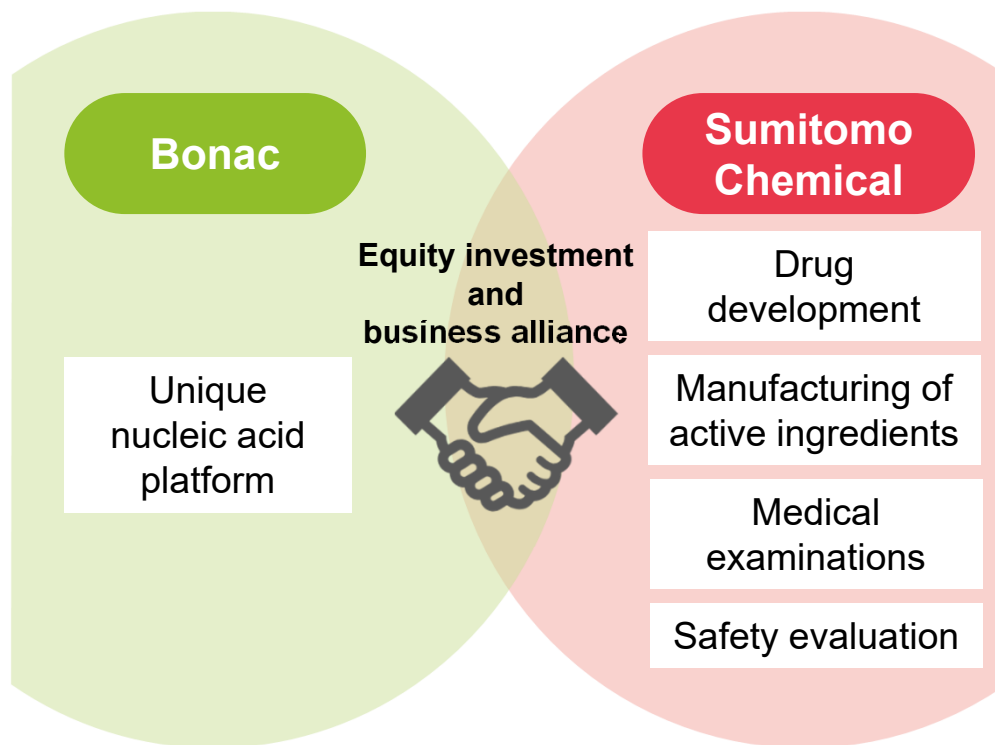 Bonac
Unique
nucleic acid
platform
Equity investment
and
business alliance
Sumitomo
Chemical
Drug
development
Manufacturing of
active ingredients
Medical
examinations
Safety evaluation